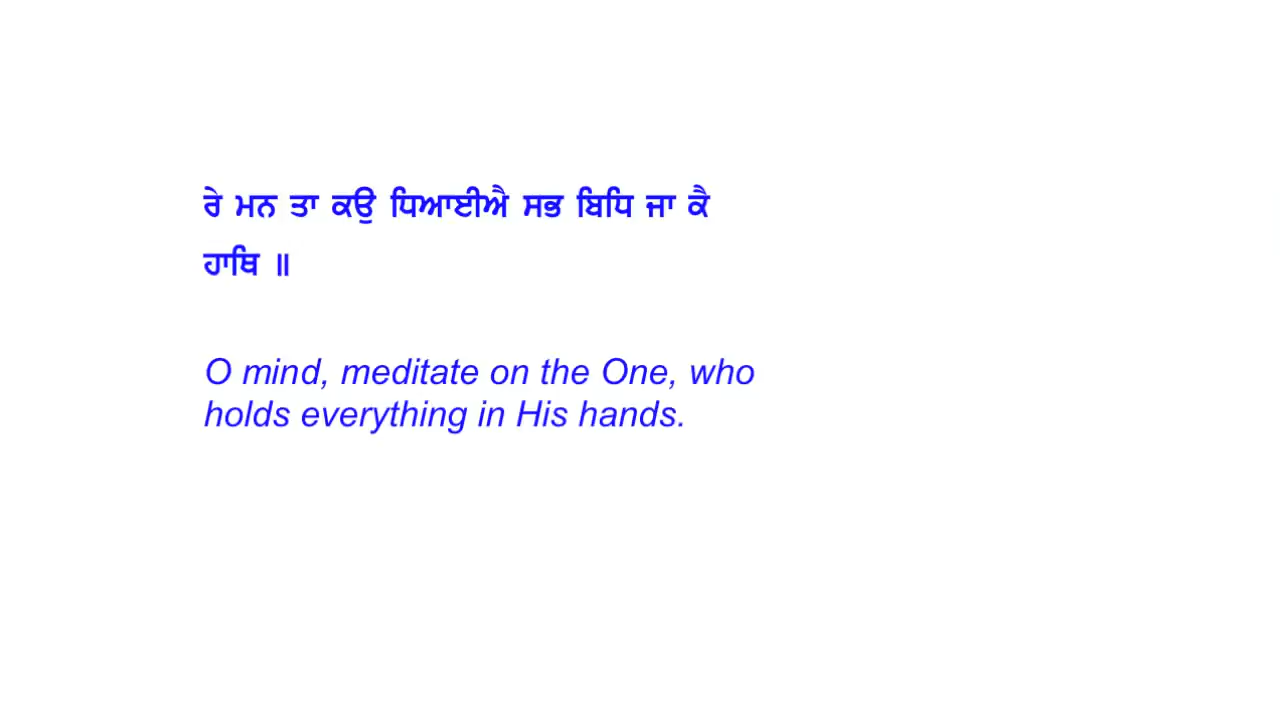 ਰੇ ਮਨ ਤਾ ਕਉ ਧਿਆਈਐ ਸਭ ਬਿਧਿ ਜਾ ਕੈ
ਹਾਥਿ ॥
O mind, meditate on the One, who
holds everything in His hands.